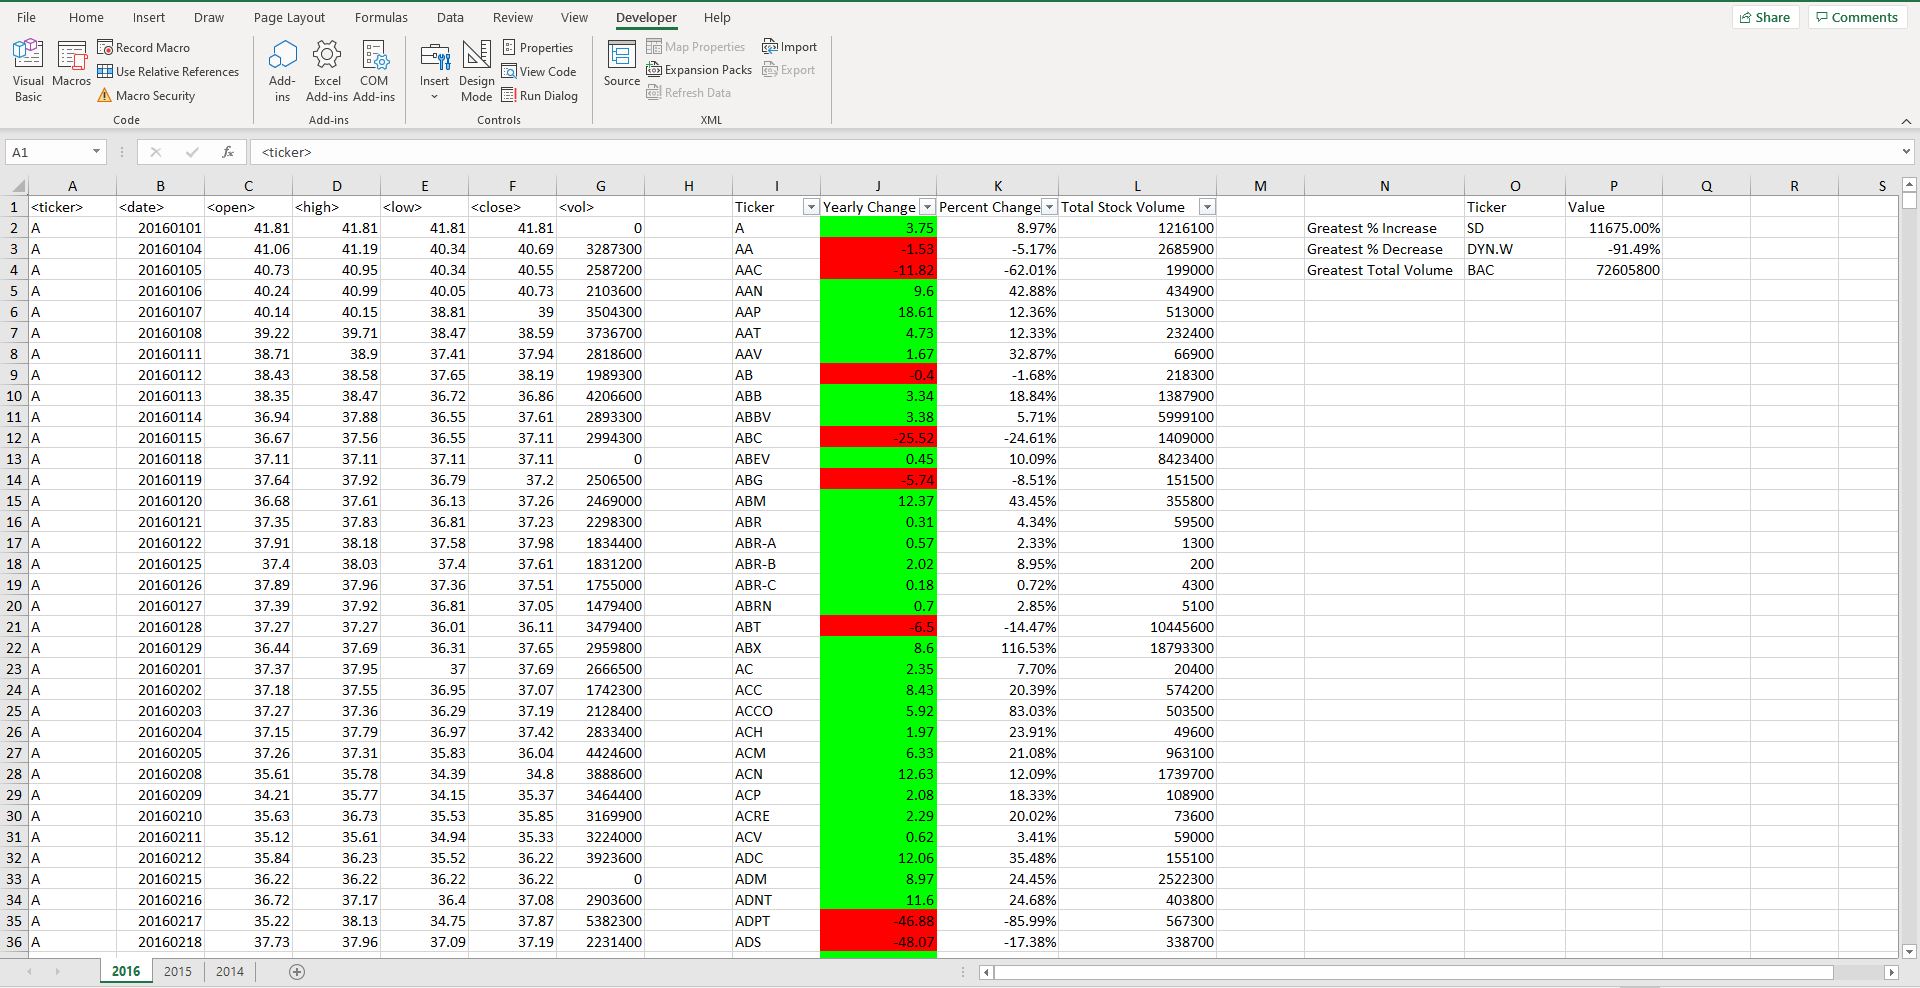 File Home Insert Draw Page Layout Formulas Data Review View Developer Help Share Comments
Visual Basic
Macros
Record Macro
Use Relative References
Macro Security
Code
Add-ins
Excel Add-ins
COM Add-ins
Add-ins
Insert
Design Mode
Properties
View Code
Run Dialog
Controls
Source
Map Properties
Expansion Packs
Refresh Data
Import
Export
XML
A1 fx <ticker>
A B C D E F G H I J K L M N O P Q R S
1 <ticker> <date> <open> <high> <low> <close> <vol> Ticker Yearly Change Percent Change Total Stock Volume Ticker Value
2 A 20160101 41.81 41.81 41.81 41.81 0 A 3.75 8.97% 1216100 Greatest % Increase SD 11675.00%
3 A 20160104 41.06 41.19 40.34 40.69 3287300 AA -1.53 -5.17% 2685900 Greatest % Decrease DYN.W -91.49%
4 A 20160105 40.73 40.95 40.34 40.55 2587200 AAC -11.82 -62.01% 199000 Greatest Total Volume BAC 72605800
5 A 20160106 40.24 40.99 40.05 40.73 2103600 AAN 9.6 42.88% 434900
6 A 20160107 40.14 40.15 38.81 39 3504300 AAP 18.61 12.36% 513000
7 A 20160108 39.22 39.71 38.47 38.59 3736700 AAT 4.73 12.33% 232400
8 A 20160111 38.71 38.9 37.41 37.94 2818600 AAV 1.67 32.87% 66900
9 A 20160112 38.43 38.58 37.65 38.19 1989300 AB -0.4 -1.68% 218300
10 A 20160113 38.35 38.47 36.72 36.86 4206600 ABB 3.34 18.84% 1387900
11 A 20160114 36.94 37.88 36.55 37.61 2893300 ABBV 3.38 5.71% 5999100
12 A 20160115 36.67 37.56 36.55 37.11 2994300 ABC -25.52 -24.61% 1409000
13 A 20160118 37.11 37.11 37.11 37.11 0 ABEV 0.45 10.09% 8423400
14 A 20160119 37.64 37.92 36.79 37.2 2506500 ABG -5.74 -8.51% 151500
15 A 20160120 36.68 37.61 36.13 37.26 2469000 ABM 12.37 43.45% 355800
16 A 20160121 37.35 37.83 36.81 37.23 2298300 ABR 0.31 4.34% 59500
17 A 20160122 37.91 38.18 37.58 37.98 1834400 ABR-A 0.57 2.33% 1300
18 A 20160125 37.4 38.03 37.4 37.61 1831200 ABR-B 2.02 8.95% 200
19 A 20160126 37.89 37.96 37.36 37.51 1755000 ABR-C 0.18 0.72% 4300
20 A 20160127 37.39 37.92 36.81 37.05 1479400 ABRN 0.7 2.85% 5100
21 A 20160128 37.27 37.27 36.01 36.11 3479400 ABT -6.5 -14.47% 10445600
22 A 20160129 36.44 37.69 36.31 37.65 2959800 ABX 8.6 116.53% 18793300
23 A 20160201 37.37 37.95 37 37.69 2666500 AC 2.35 7.70% 20400
24 A 20160202 37.18 37.55 36.95 37.07 1742300 ACC 8.43 20.39% 574200
25 A 20160203 37.27 37.36 36.29 37.19 2128400 ACCO 5.92 83.03% 503500
26 A 20160204 37.15 37.79 36.97 37.42 2833400 ACH 1.97 23.91% 49600
27 A 20160205 37.26 37.31 35.83 36.04 4424600 ACM 6.33 21.08% 963100
28 A 20160208 35.61 35.78 34.39 34.8 3888600 ACN 12.63 12.09% 1739700
29 A 20160209 34.21 35.77 34.15 35.37 3464400 ACP 2.08 18.33% 108900
30 A 20160210 35.63 36.73 35.53 35.85 3169900 ACRE 2.29 20.02% 73600
31 A 20160211 35.12 35.61 34.94 35.33 3224000 ACV 0.62 3.41% 59000
32 A 20160212 35.84 36.23 35.52 36.22 3923600 ADC 12.06 35.48% 155100
33 A 20160215 36.22 36.22 36.22 36.22 0 ADM 8.97 24.45% 2522300
34 A 20160216 36.72 37.17 36.4 37.08 2903600 ADNT 11.6 24.68% 403800
35 A 20160217 35.22 38.13 34.75 37.87 5382300 ADPT -46.88 -85.99% 567300
36 A 20160218 37.73 37.96 37.09 37.19 2231400 ADS -48.07 -17.38% 338700
2016 2015 2014